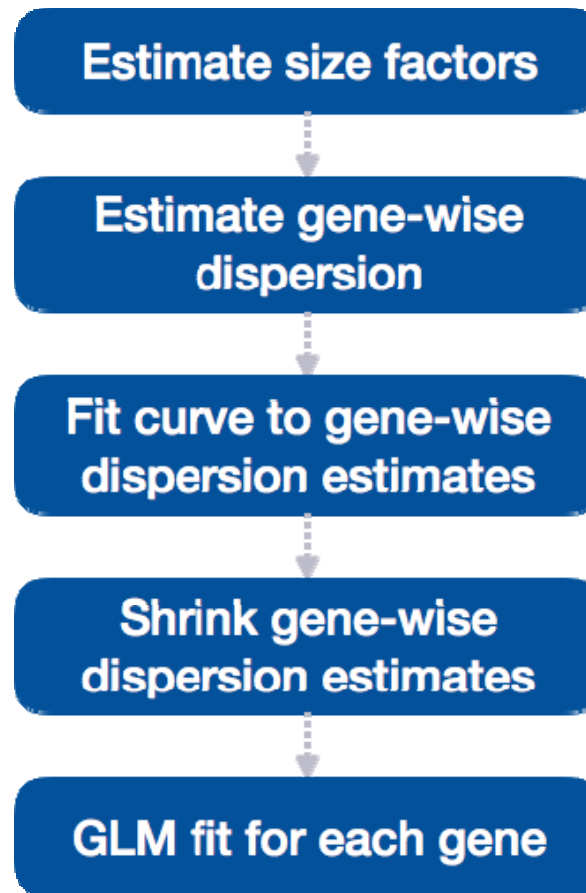 Estimate size factors
Estimate gene-wise
dispersion
Fit curve to gene-wise
dispersion estimates
Shrink gene-wise
dispersion estimates
GLM fit for each gene